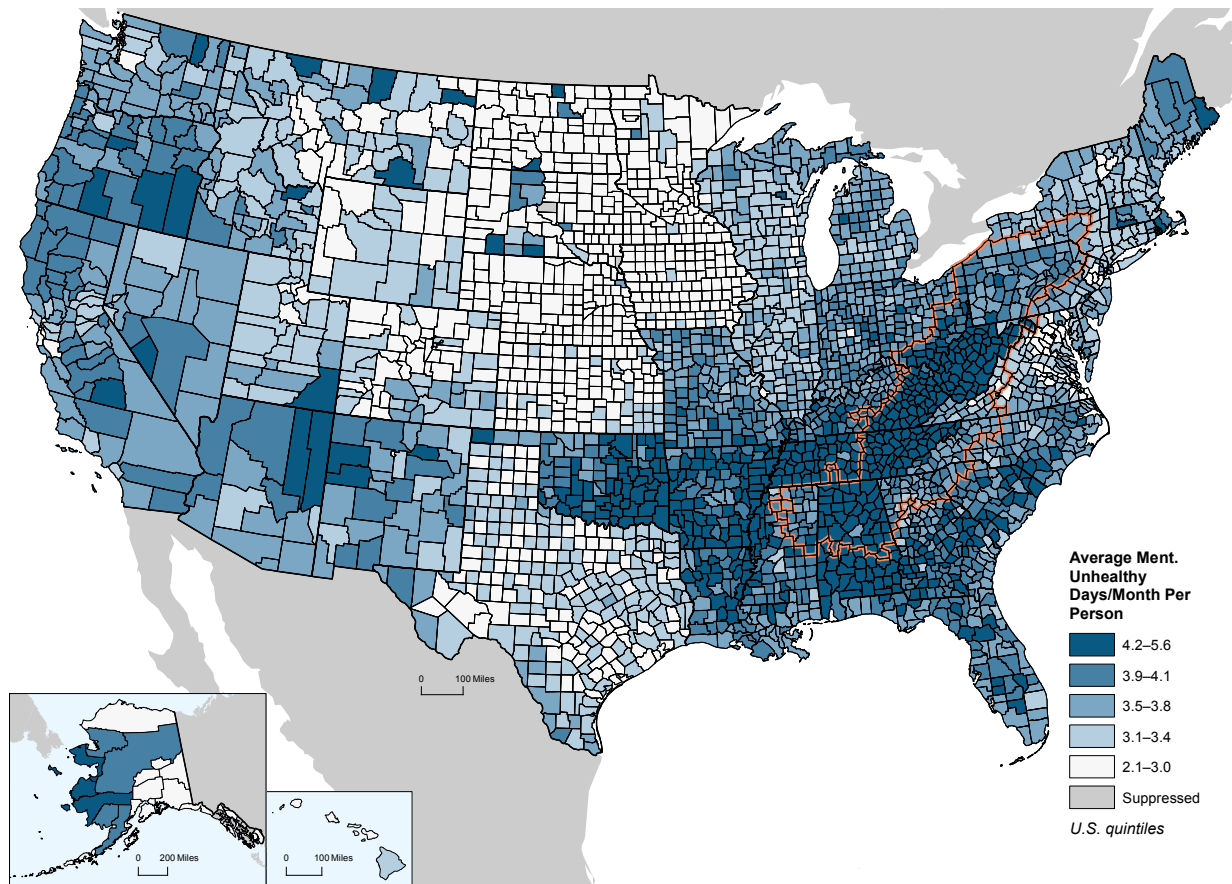 Average Ment.
Unhealthy
Days/Month Per
Person
4.2–5.6
3.9–4.1
3.5–3.8
3.1–3.4
2.1–3.0
Suppressed
U.S. quintiles
0 100 Miles
0 200 Miles
0 100 Miles